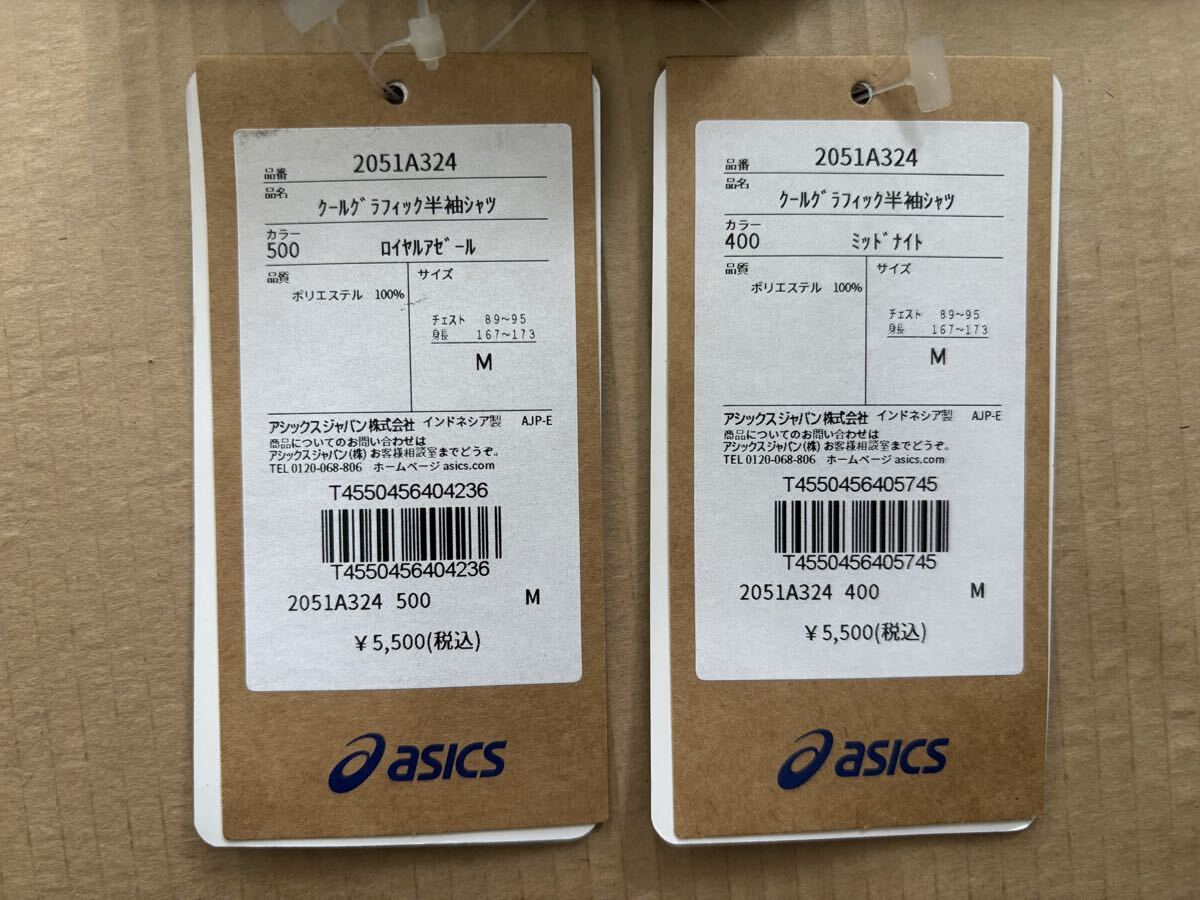 品番 2051A324
品名
ｸｰﾙｸﾞﾗﾌｨｯｸ半袖ｼｬﾂ
カラー
500 ﾛｲﾔﾙｱｾﾞｰﾙ
品質
ポリエステル 100%
サイズ
ﾁｪｽﾄ 89～95
身長 167～173
M
アシックスジャパン株式会社 インドネシア製 AJP-E
商品についてのお問い合わせは
アシックスジャパン(株) お客様相談室までどうぞ。
TEL 0120-068-806 ホームページ asics.com
T4550456404236
T4550456404236
2051A324 500 M
￥5,500(税込)
asics
品番 2051A324
品名
ｸｰﾙｸﾞﾗﾌｨｯｸ半袖ｼｬﾂ
カラー
400 ﾐｯﾄﾞﾅｲﾄ
品質
ポリエステル 100%
サイズ
ﾁｪｽﾄ 89～95
身長 167～173
M
アシックスジャパン株式会社 インドネシア製 AJP-E
商品についてのお問い合わせは
アシックスジャパン(株) お客様相談室までどうぞ。
TEL 0120-068-806 ホームページ asics.com
T4550456405745
T4550456405745
2051A324 400 M
￥5,500(税込)
asics